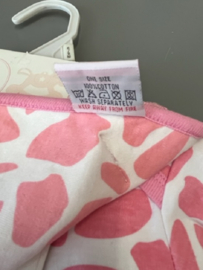 ONE SIZE
100%COTTON
WASH SEPARATELY
KEEP AWAY FROM FIRE